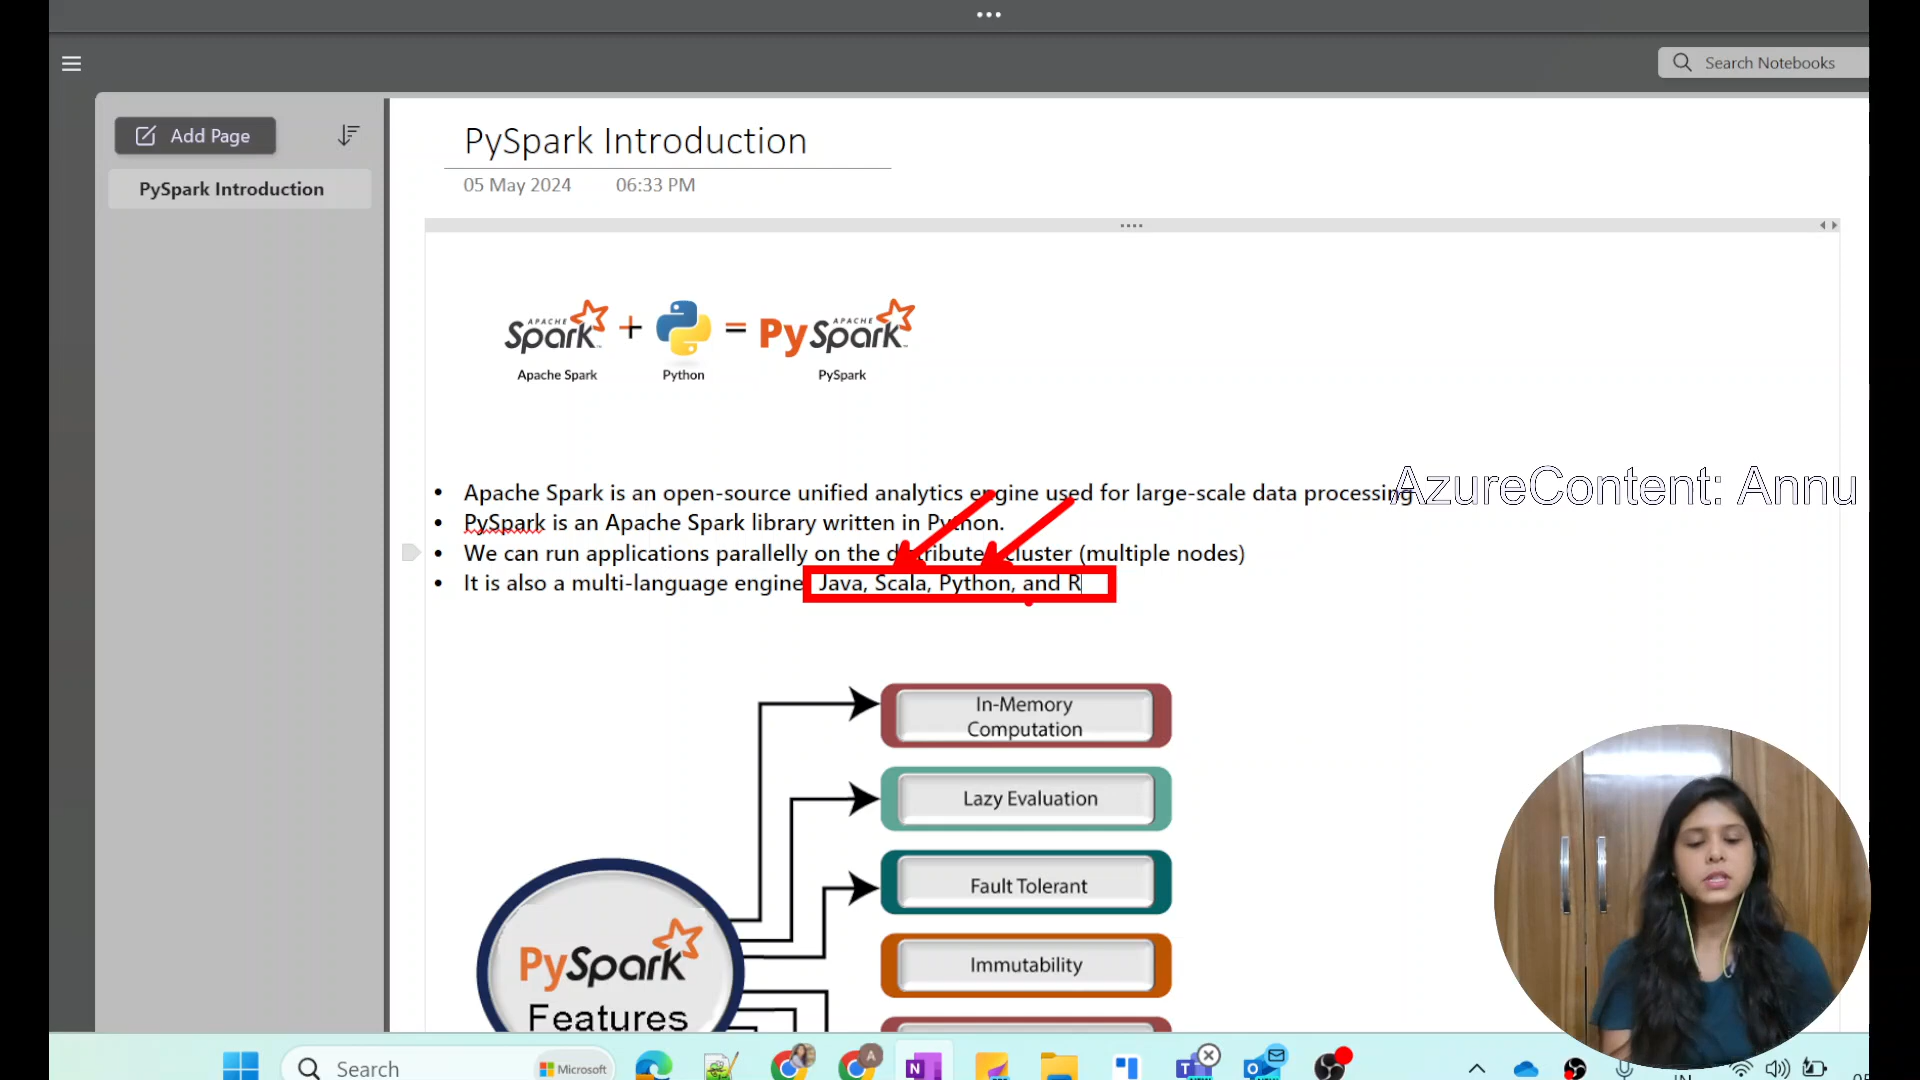 Search Notebooks
Add Page
PySpark Introduction
PySpark Introduction
05 May 2024 06:33 PM
APACHE Spark + = Py APACHE Spark
Apache Spark Python PySpark
• Apache Spark is an open-source unified analytics engine used for large-scale data processing
AzureContent: Annu
• PySpark is an Apache Spark library written in Python.
• We can run applications parallelly on the distributed cluster (multiple nodes)
• It is also a multi-language engine Java, Scala, Python, and R
In-Memory
Computation
Lazy Evaluation
Fault Tolerant
Immutability
PySpark
Features
Search
Microsoft